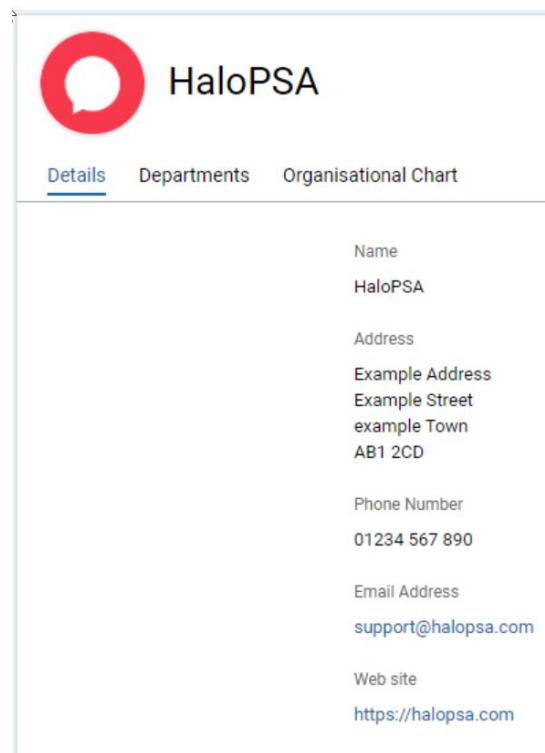 HaloPSA
Details Departments Organisational Chart
Name
HaloPSA
Address
Example Address
Example Street
example Town
AB1 2CD
Phone Number
01234 567 890
Email Address
support@halopsa.com
Web site
https://halopsa.com